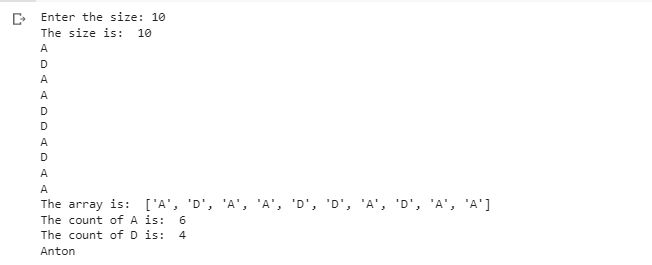 Enter the size: 10
The size is:  10
A
D
A
A
D
D
A
D
A
A
The array is:  ['A', 'D', 'A', 'A', 'D', 'D', 'A', 'D', 'A', 'A']
The count of A is:  6
The count of D is:  4
Anton